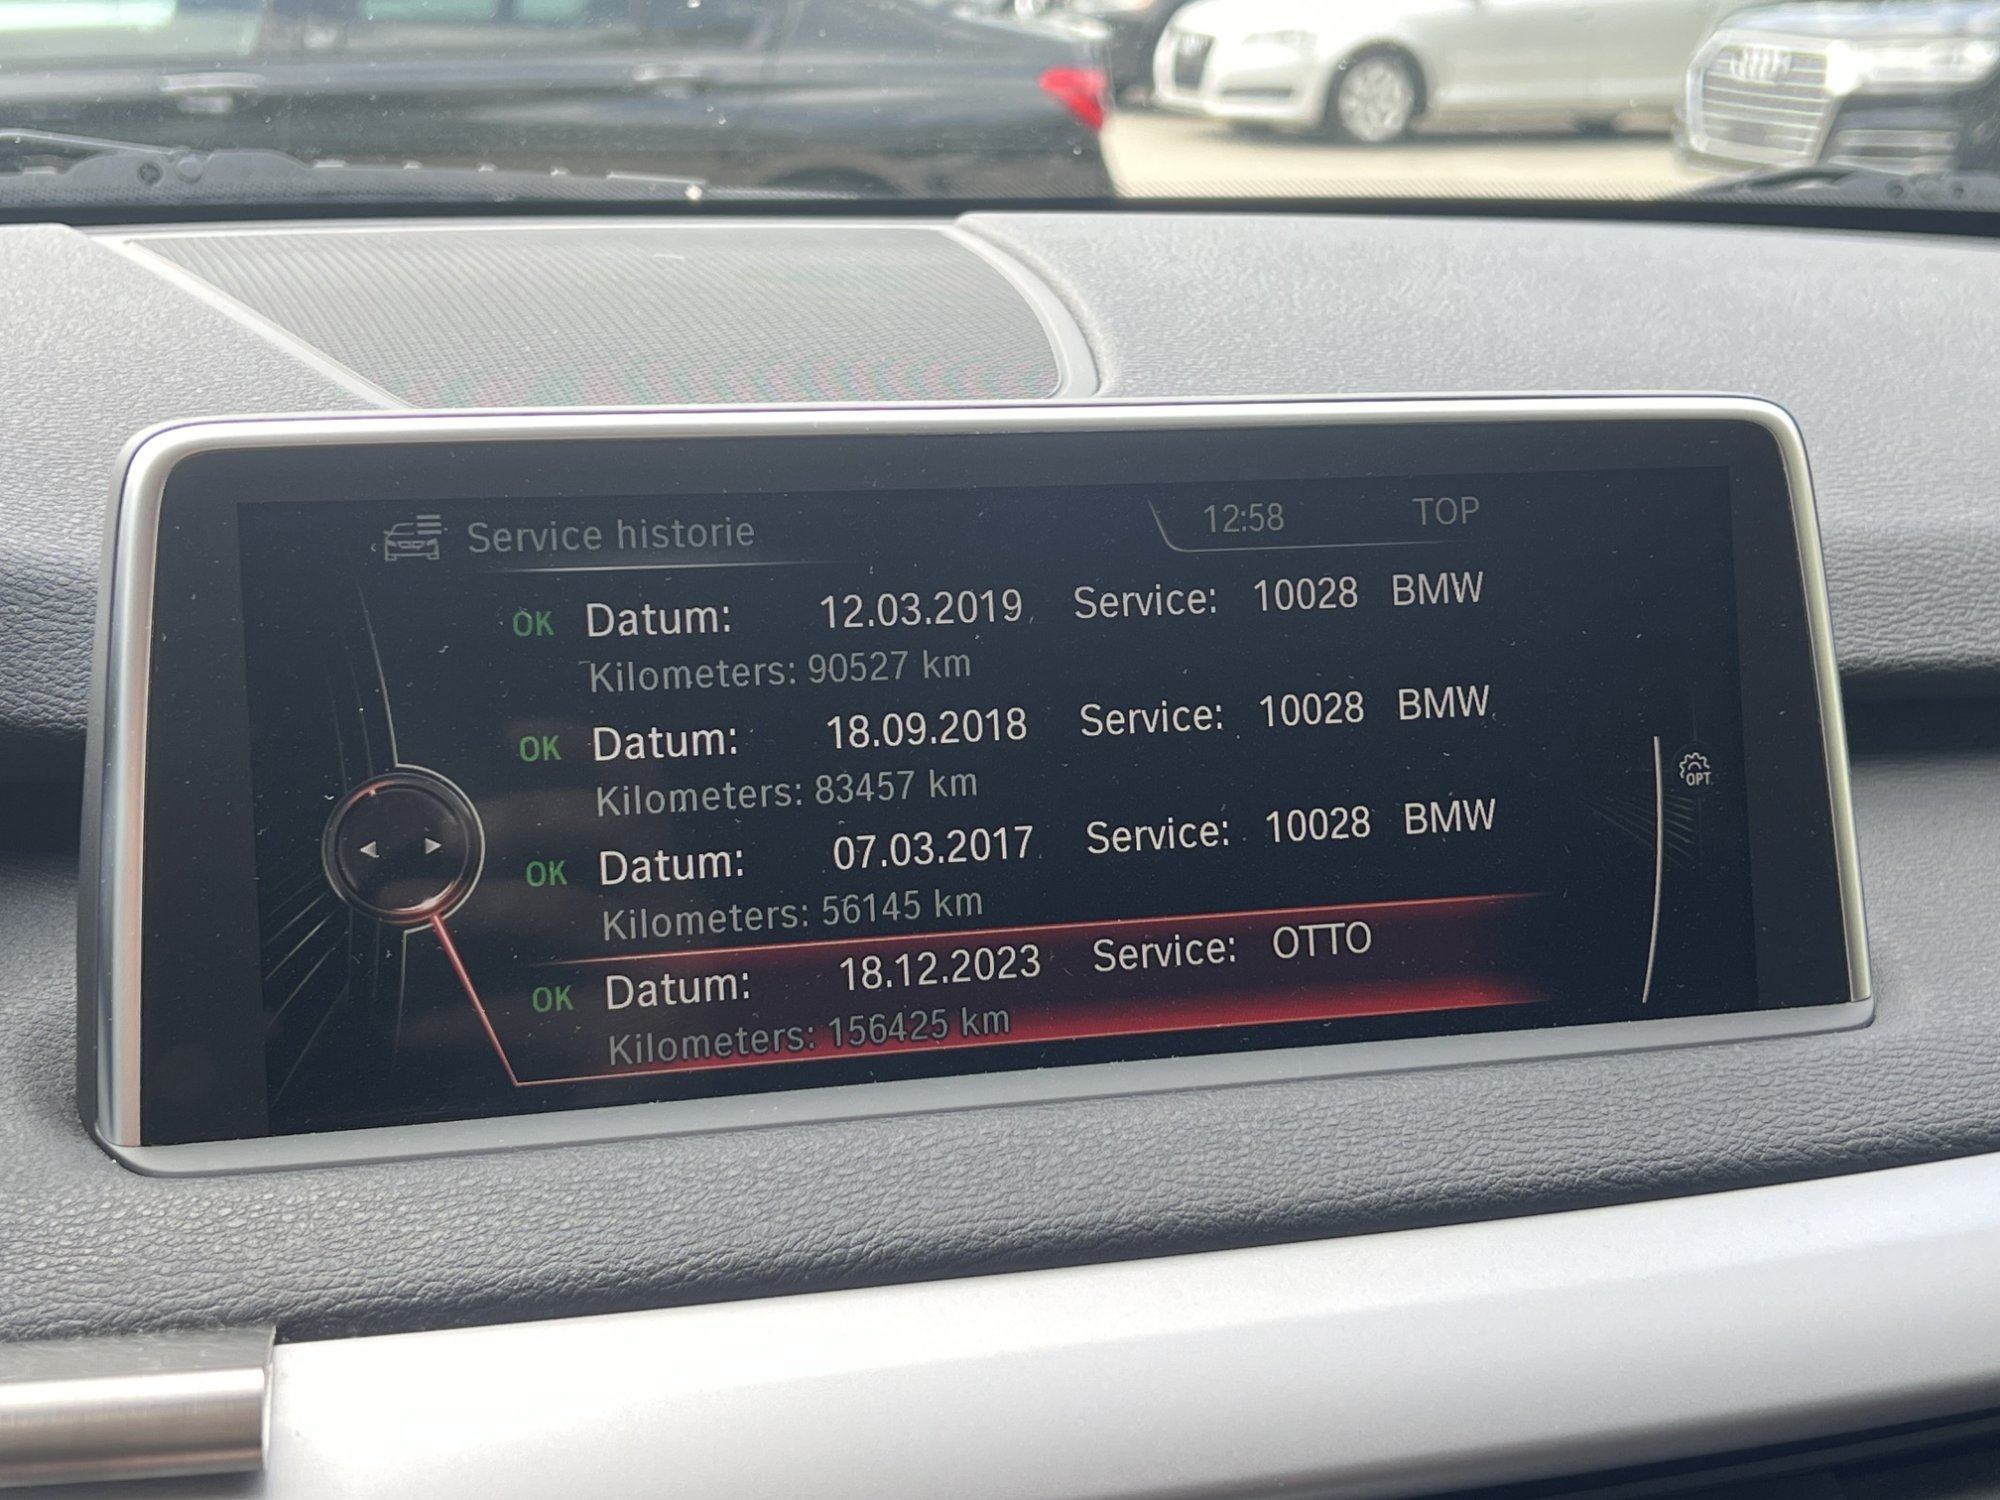 Service historie
12:58 TOP
OK Datum: 12.03.2019 Service: 10028 BMW
Kilometers: 90527 km
OK Datum: 18.09.2018 Service: 10028 BMW
Kilometers: 83457 km
OK Datum: 07.03.2017 Service: 10028 BMW
Kilometers: 56145 km
OPT
OK Datum: 18.12.2023 Service: OTTO
Kilometers: 156425 km